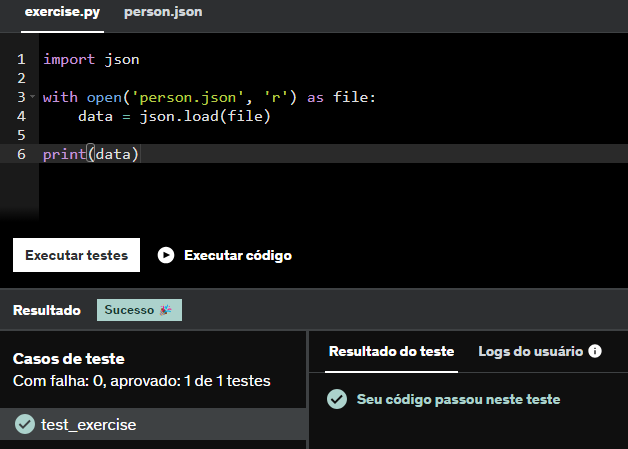 exercise.py person.json
1 import json
2
3 with open('person.json', 'r') as file:
4 data = json.load(file)
5
6 print(data)
Executar testes Executar código
Resultado Sucesso 🎉
Casos de teste
Com falha: 0, aprovado: 1 de 1 testes
test_exercise
Resultado do teste Logs do usuário
Seu código passou neste teste